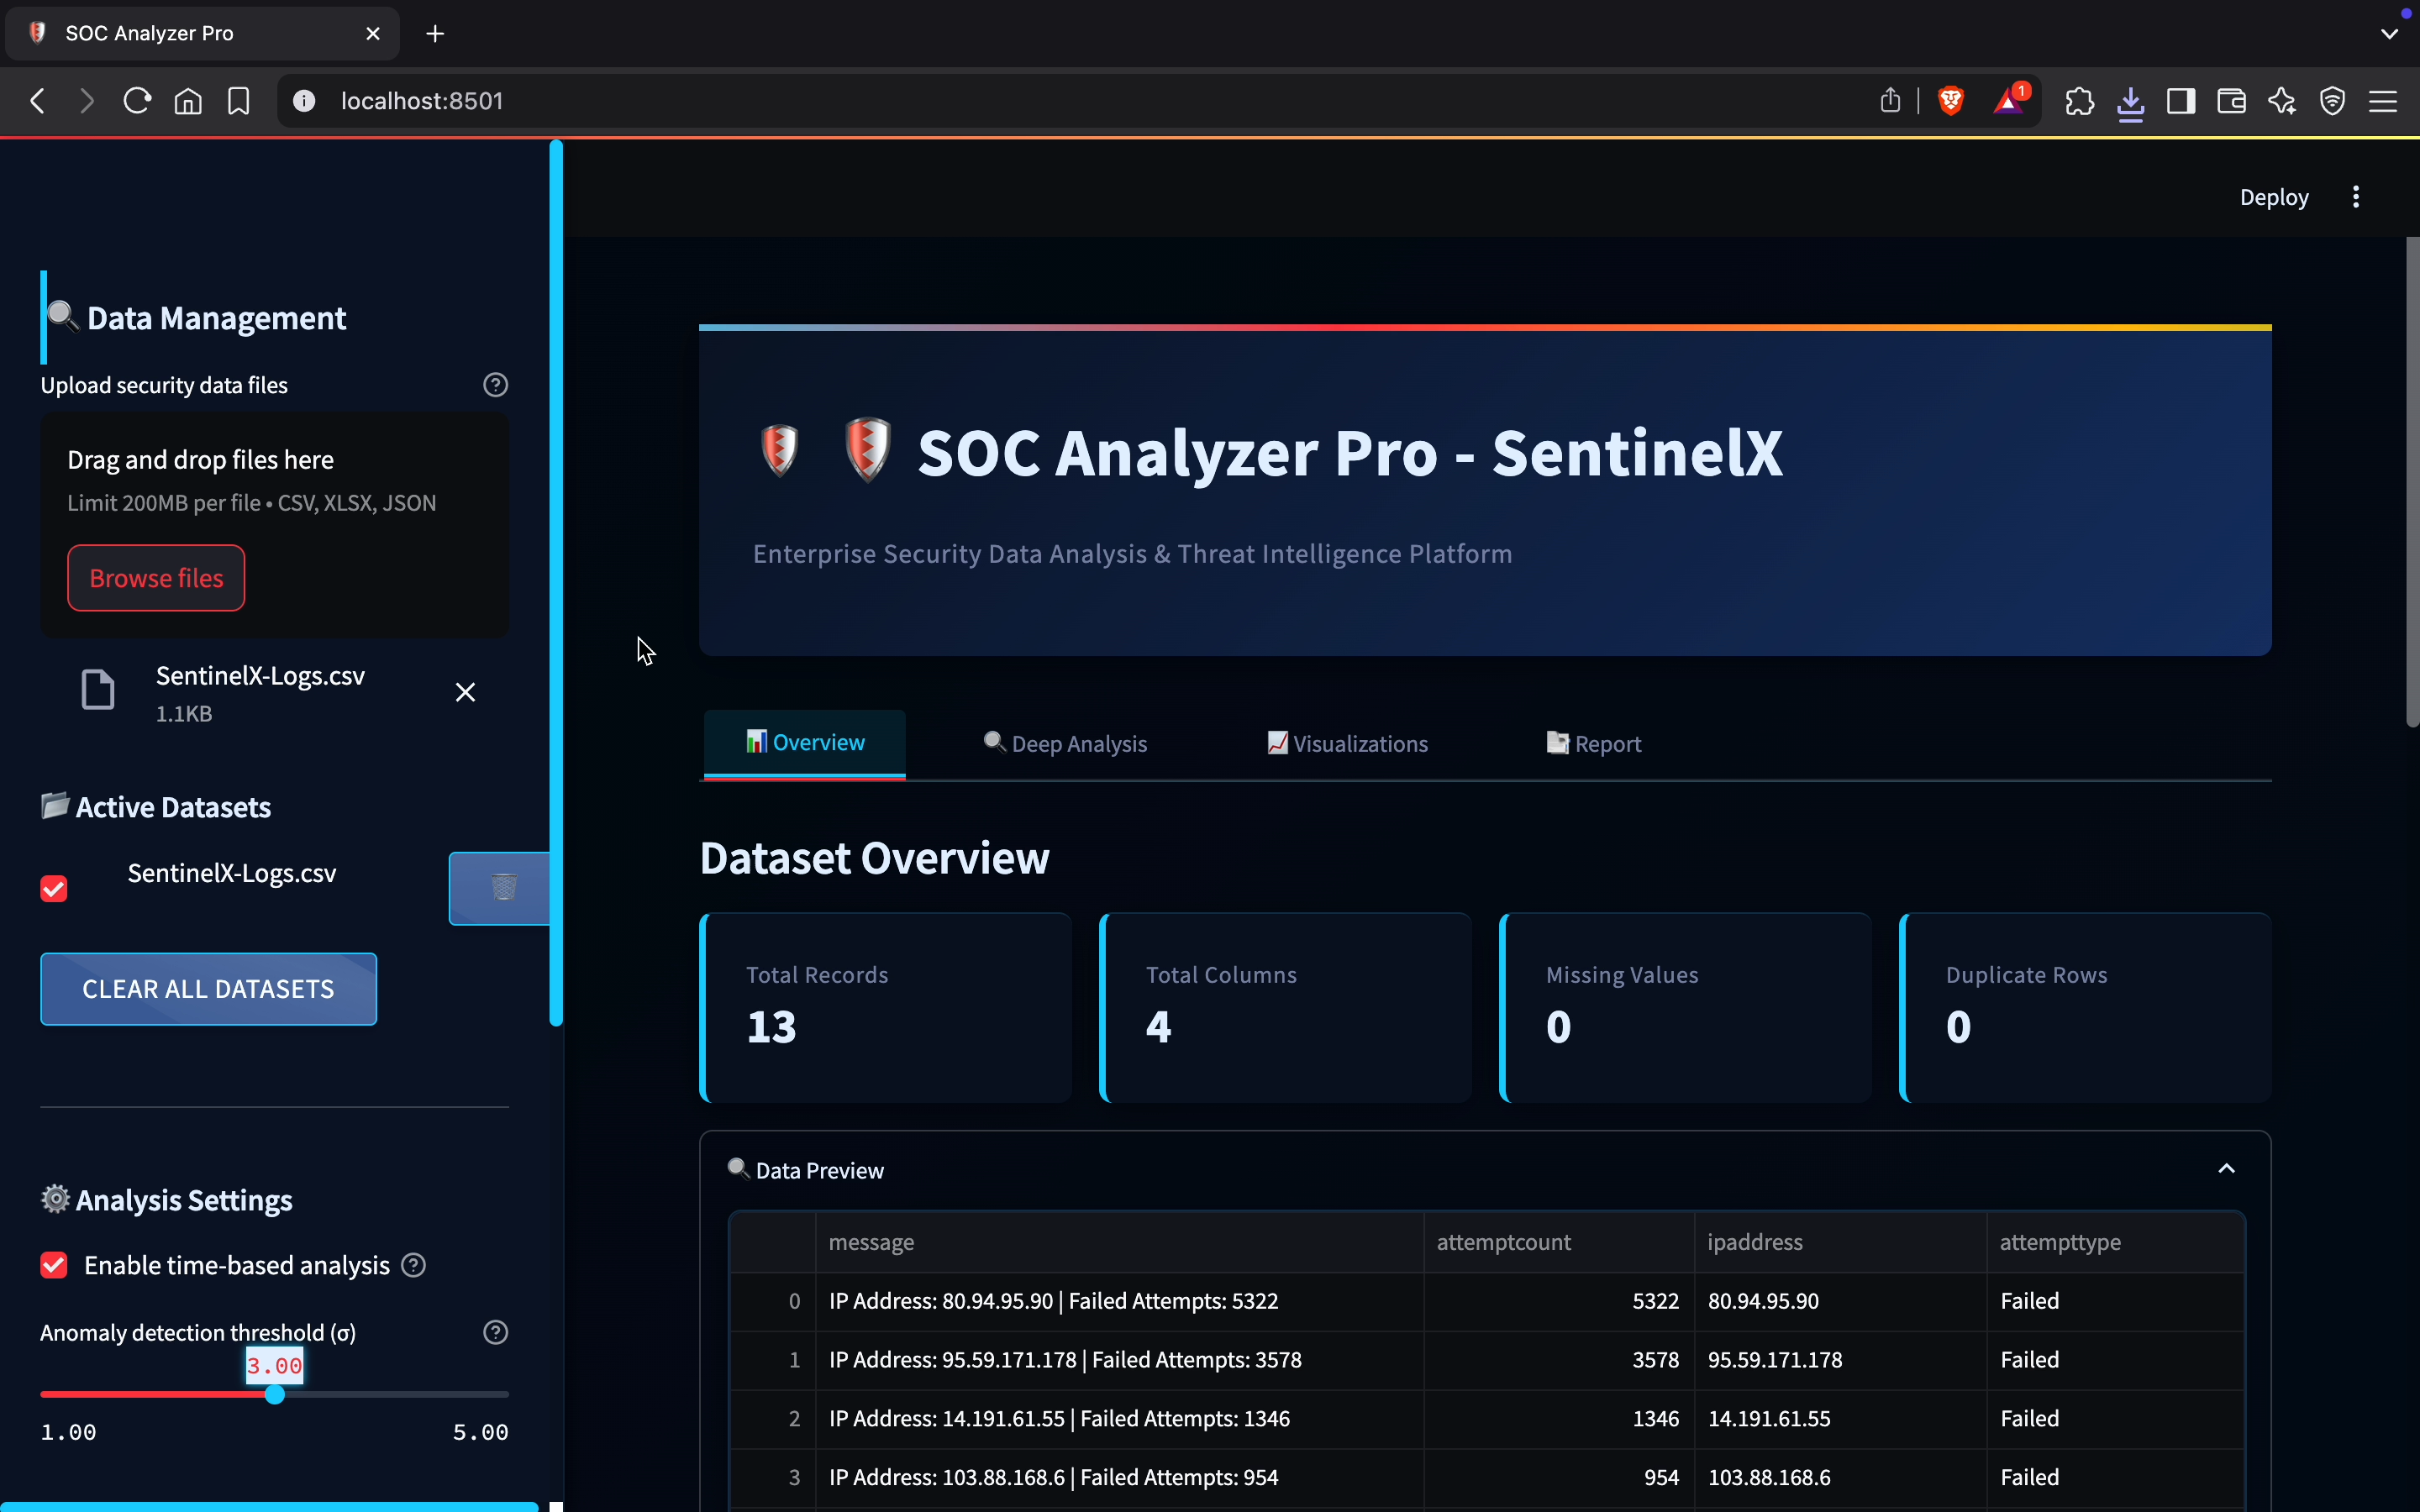 SOC Analyzer Pro
localhost:8501
1
Deploy
Data Management
Upload security data files
Drag and drop files here
Limit 200MB per file • CSV, XLSX, JSON
Browse files
SentinelX-Logs.csv
1.1KB
Active Datasets
SentinelX-Logs.csv
CLEAR ALL DATASETS
Analysis Settings
Enable time-based analysis
Anomaly detection threshold (σ)
3.00
1.00 5.00
SOC Analyzer Pro - SentinelX
Enterprise Security Data Analysis & Threat Intelligence Platform
Overview Deep Analysis Visualizations Report
Dataset Overview
Total Records Total Columns Missing Values Duplicate Rows
13 4 0 0
Data Preview
message attemptcount ipaddress attempttype
0 IP Address: 80.94.95.90 | Failed Attempts: 5322 5322 80.94.95.90 Failed
1 IP Address: 95.59.171.178 | Failed Attempts: 3578 3578 95.59.171.178 Failed
2 IP Address: 14.191.61.55 | Failed Attempts: 1346 1346 14.191.61.55 Failed
3 IP Address: 103.88.168.6 | Failed Attempts: 954 954 103.88.168.6 Failed